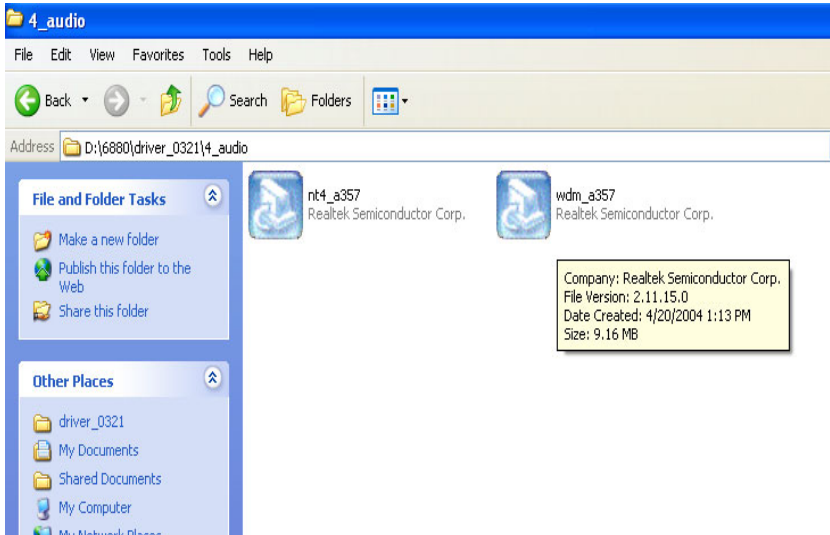 4_audio
File Edit View Favorites Tools Help
Back Search Folders
Address D:\6880\driver_0321\4_audio
File and Folder Tasks
Make a new folder
Publish this folder to the
Web
Share this folder
Other Places
driver_0321
My Documents
Shared Documents
My Computer
My Network Places
nt4_a357
Realtek Semiconductor Corp.
wdm_a357
Realtek Semiconductor Corp.
Company: Realtek Semiconductor Corp.
File Version: 2.11.15.0
Date Created: 4/20/2004 1:13 PM
Size: 9.16 MB